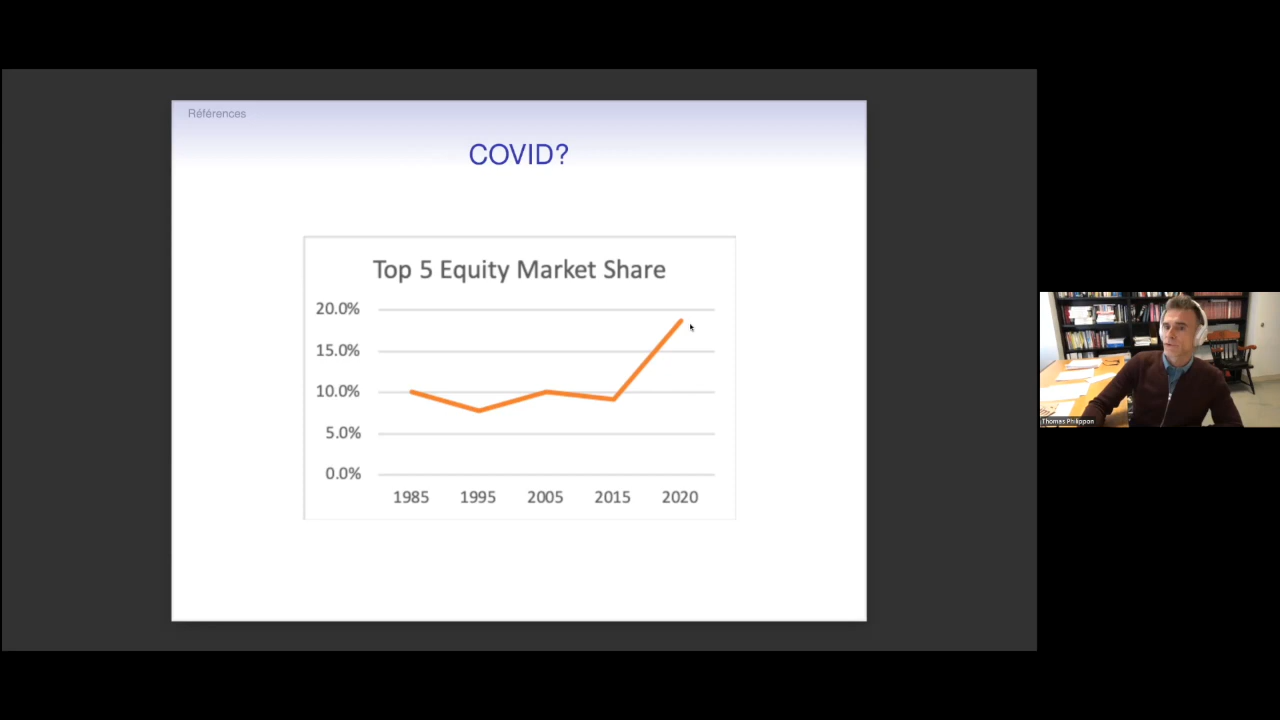 Références
COVID?
Top 5 Equity Market Share
20.0%
15.0%
10.0%
5.0%
0.0%
1985 1995 2005 2015 2020
Thomas Philippon